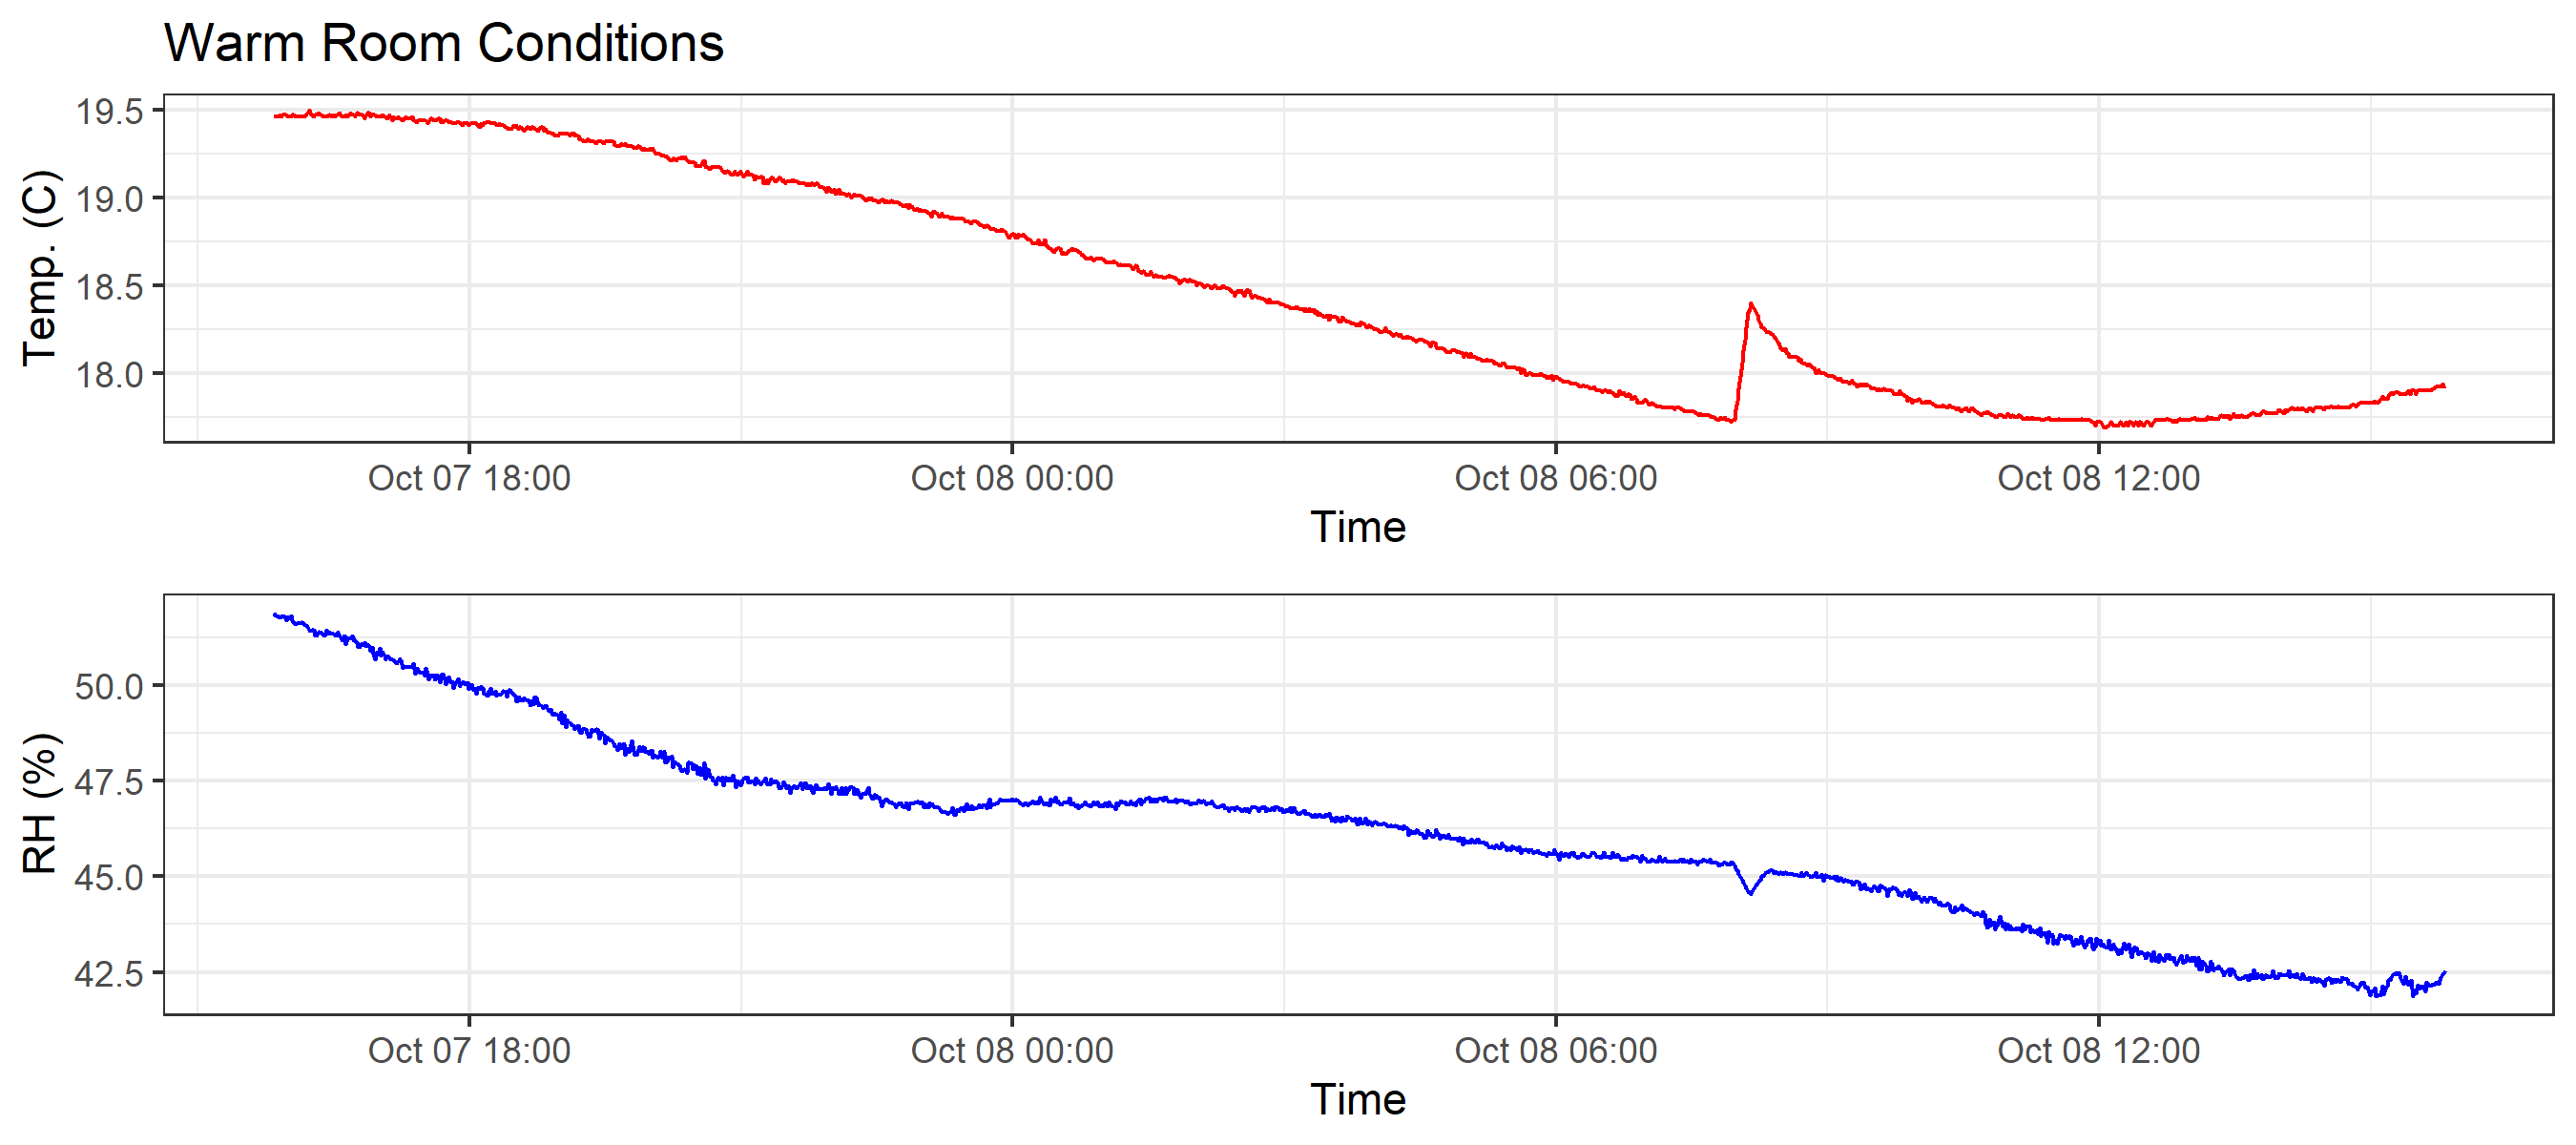 Warm Room Conditions
19.5
19.0
18.5
18.0
Temp. (C)
Oct 07 18:00 Oct 08 00:00 Oct 08 06:00 Oct 08 12:00
Time
50.0
47.5
45.0
42.5
RH (%)
Oct 07 18:00 Oct 08 00:00 Oct 08 06:00 Oct 08 12:00
Time